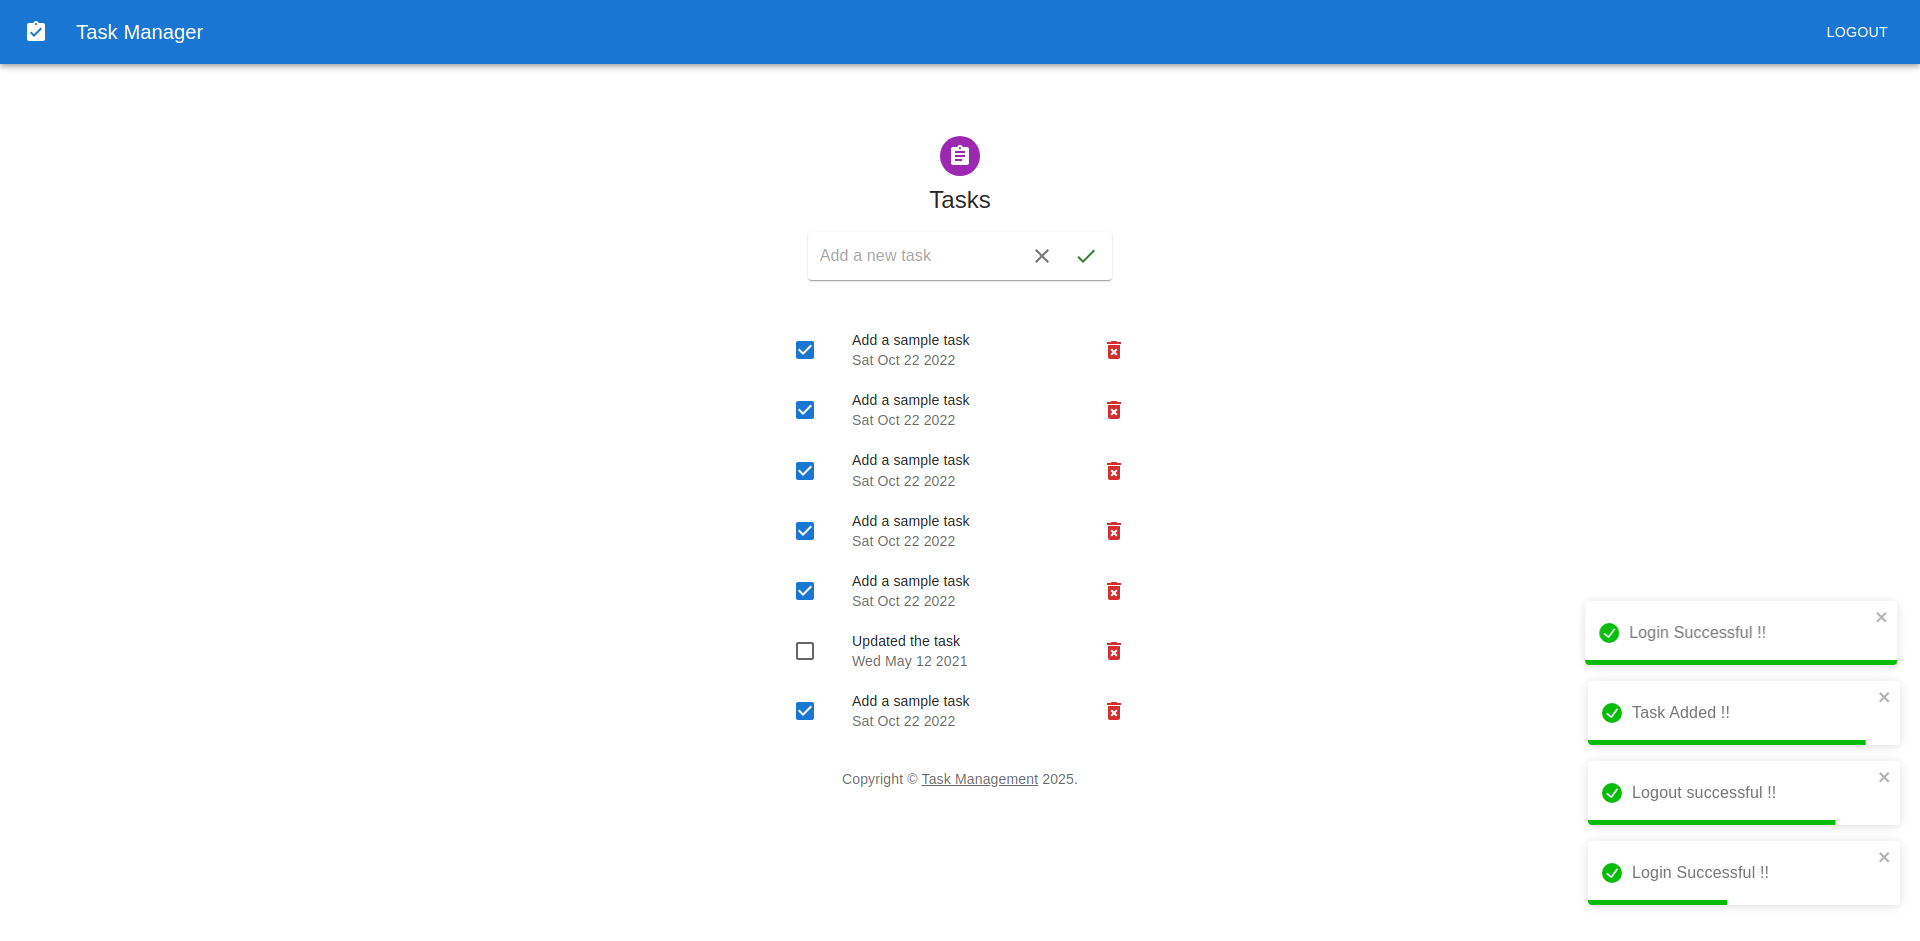 Task Manager
LOGOUT
Tasks
Add a new task
Add a sample task
Sat Oct 22 2022
Add a sample task
Sat Oct 22 2022
Add a sample task
Sat Oct 22 2022
Add a sample task
Sat Oct 22 2022
Add a sample task
Sat Oct 22 2022
Updated the task
Wed May 12 2021
Add a sample task
Sat Oct 22 2022
Copyright © Task Management 2025.
Login Successful !!
Task Added !!
Logout successful !!
Login Successful !!